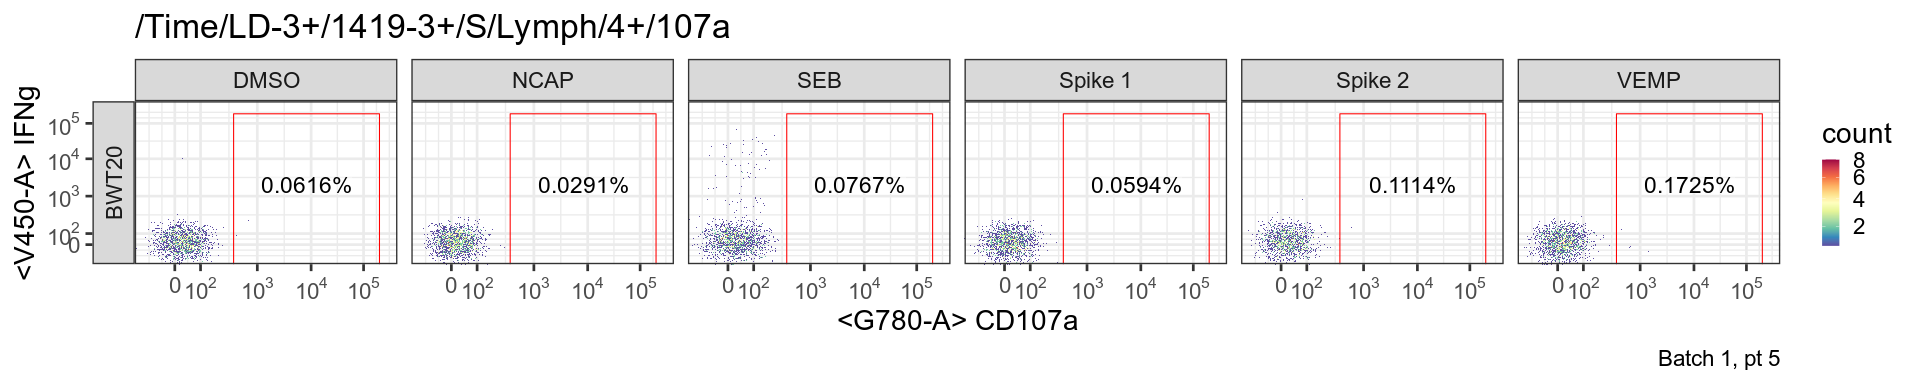 /Time/LD-3+/1419-3+/S/Lymph/4+/107a
DMSO NCAP SEB Spike 1 Spike 2 VEMP
<V450-A> IFNg
BWT20
10^5
10^4
10^3
10^2
0
0.0616% 0.0291% 0.0767% 0.0594% 0.1114% 0.1725%
0 10^2 10^3 10^4 10^5 0 10^2 10^3 10^4 10^5 0 10^2 10^3 10^4 10^5 0 10^2 10^3 10^4 10^5 0 10^2 10^3 10^4 10^5 0 10^2 10^3 10^4 10^5
<G780-A> CD107a
count
8
6
4
2
Batch 1, pt 5